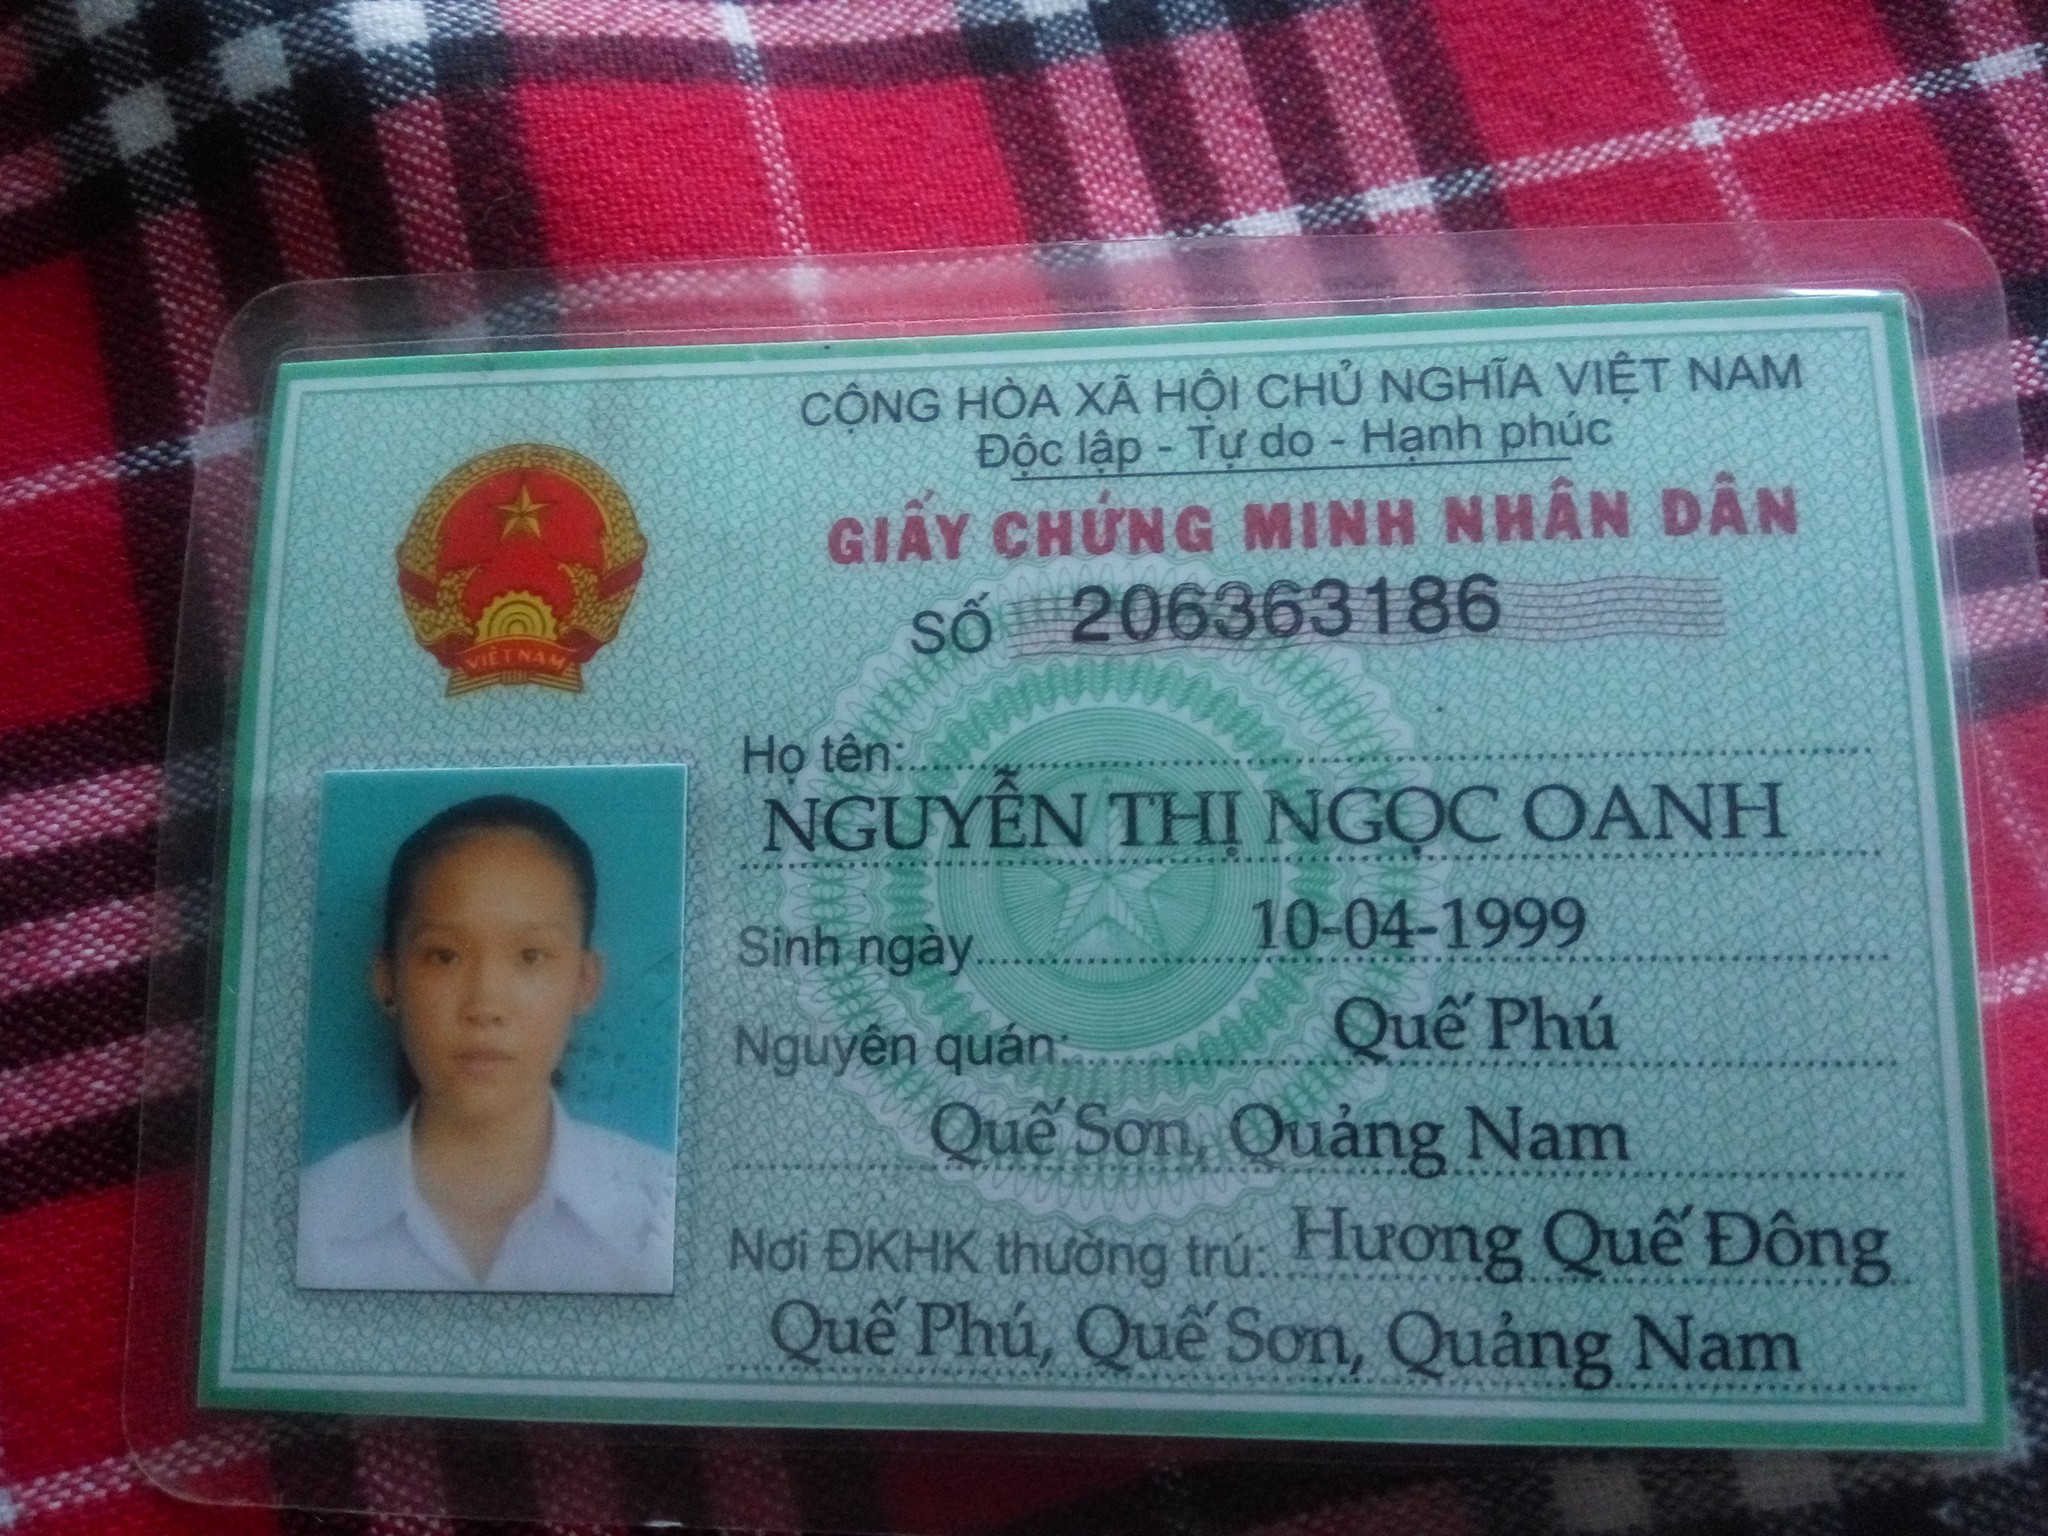 CỘNG HÒA XÃ HỘI CHỦ NGHĨA VIỆT NAM
Độc lập - Tự do - Hạnh phúc
GIẤY CHỨNG MINH NHÂN DÂN
SỐ 206363186
VIỆT NAM
Họ tên:
NGUYỄN THỊ NGỌC OANH
Sinh ngày 10-04-1999
Nguyên quán: Quế Phú
Quế Sơn, Quảng Nam
Nơi ĐKHK thường trú: Hương Quế Đông
Quế Phú, Quế Sơn, Quảng Nam